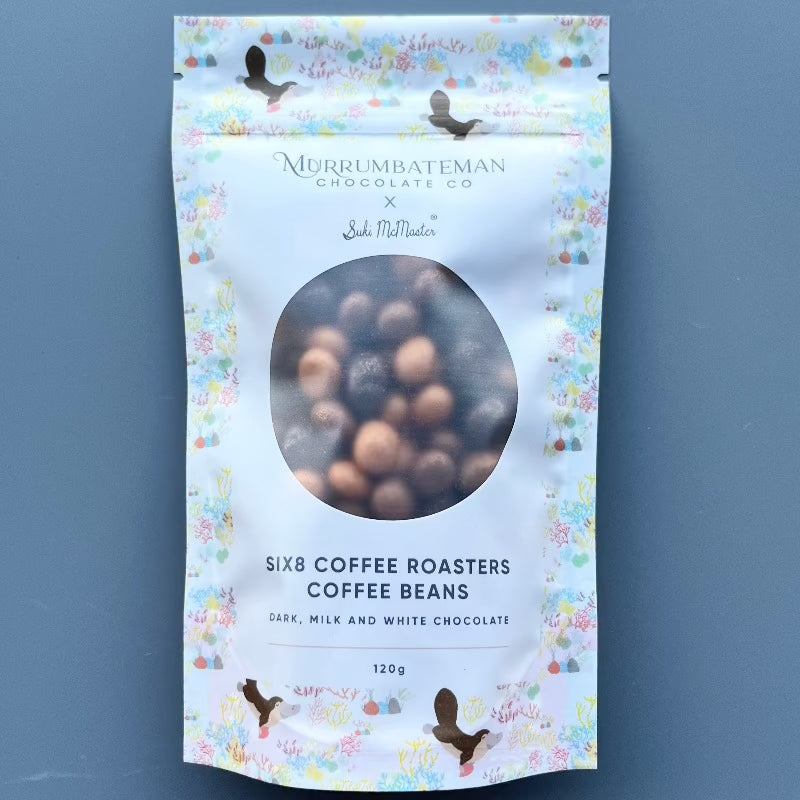 MURRUMBATEMAN
CHOCOLATE CO
X
Suki McMaster®
SIX8 COFFEE ROASTERS
COFFEE BEANS
DARK, MILK AND WHITE CHOCOLATE
120g